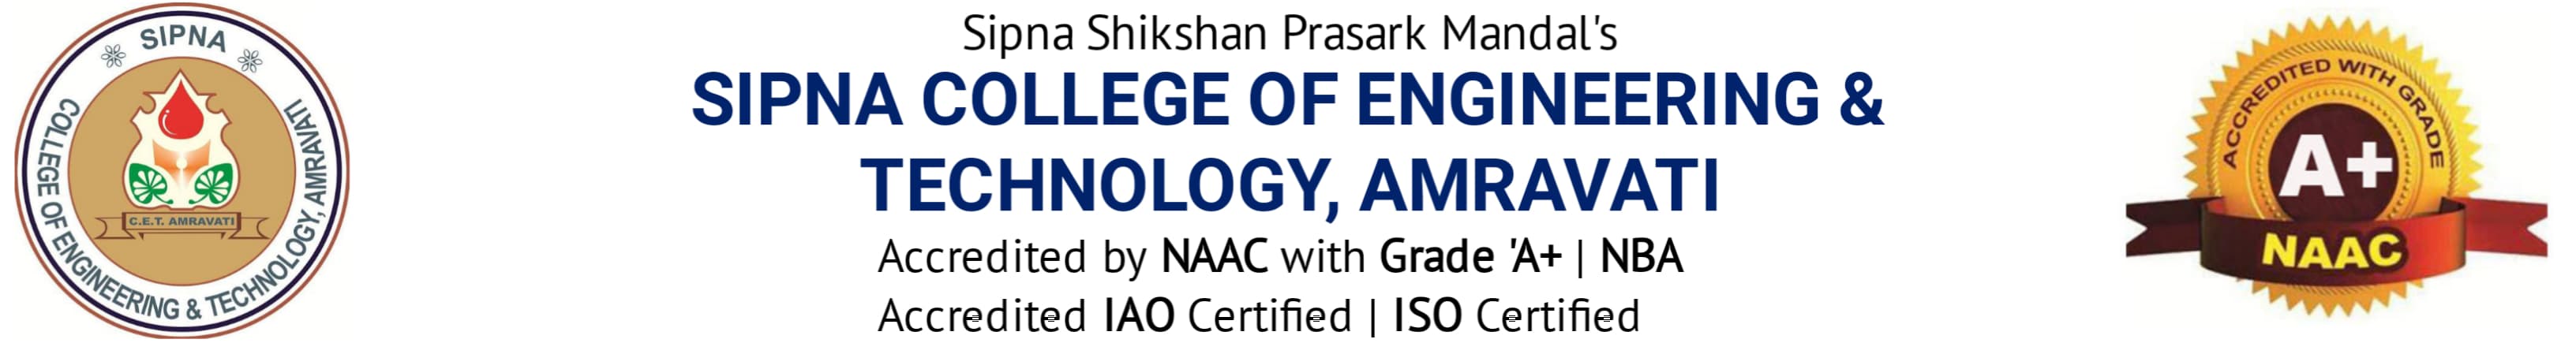 SIPNA
COLLEGE OF ENGINEERING & TECHNOLOGY, AMRAVATI
C.E.T. AMRAVATI
Sipna Shikshan Prasark Mandal's
SIPNA COLLEGE OF ENGINEERING &
TECHNOLOGY, AMRAVATI
Accredited by NAAC with Grade 'A+ | NBA
Accredited IAO Certified | ISO Certified
ACCREDITED WITH GRADE
A+
NAAC